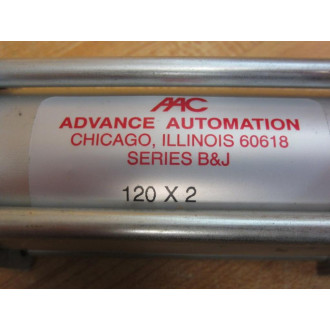 AAC
ADVANCE AUTOMATION
CHICAGO, ILLINOIS 60618
SERIES B&J
120 X 2